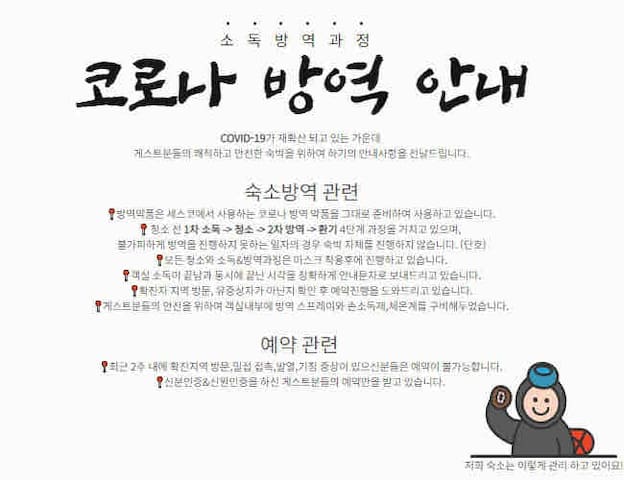 소독방역과정
코로나 방역 안내
COVID-19가 재확산 되고 있는 가운데
게스트분들의 쾌적하고 안전한 숙박을 위하여 하기의 안내사항을 전달드립니다.
숙소방역 관련
방역약품은 세스코에서 사용하는 코로나 방역 약품을 그대로 준비하여 사용하고 있습니다.
청소 전 1차 소독 -> 청소 -> 2차 방역 -> 환기 4단계 과정을 거치고 있으며,
불가피하게 방역을 진행하지 못하는 일자의 경우 숙박 자체를 진행하지 않습니다. (단호)
모든 청소와 소독&방역과정은 마스크 착용후에 진행하고 있습니다.
객실 소독이 끝남과 동시에 끝난 시각을 정확하게 안내문자로 보내드리고 있습니다.
확진자 지역 방문, 유증상자가 아닌지 확인 후 예약진행을 도와드리고 있습니다.
게스트분들의 안전을 위하여 객실내부에 방역 스프레이와 손소독제,체온계를 구비해두었습니다.
예약 관련
최근 2주 내에 확진지역 방문,밀접 접촉,발열,기침 증상이 있으신분들은 예약이 불가능합니다.
신분인증&신원인증을 하신 게스트분들의 예약만을 받고 있습니다.
저희 숙소는 이렇게 관리 하고 있어요!